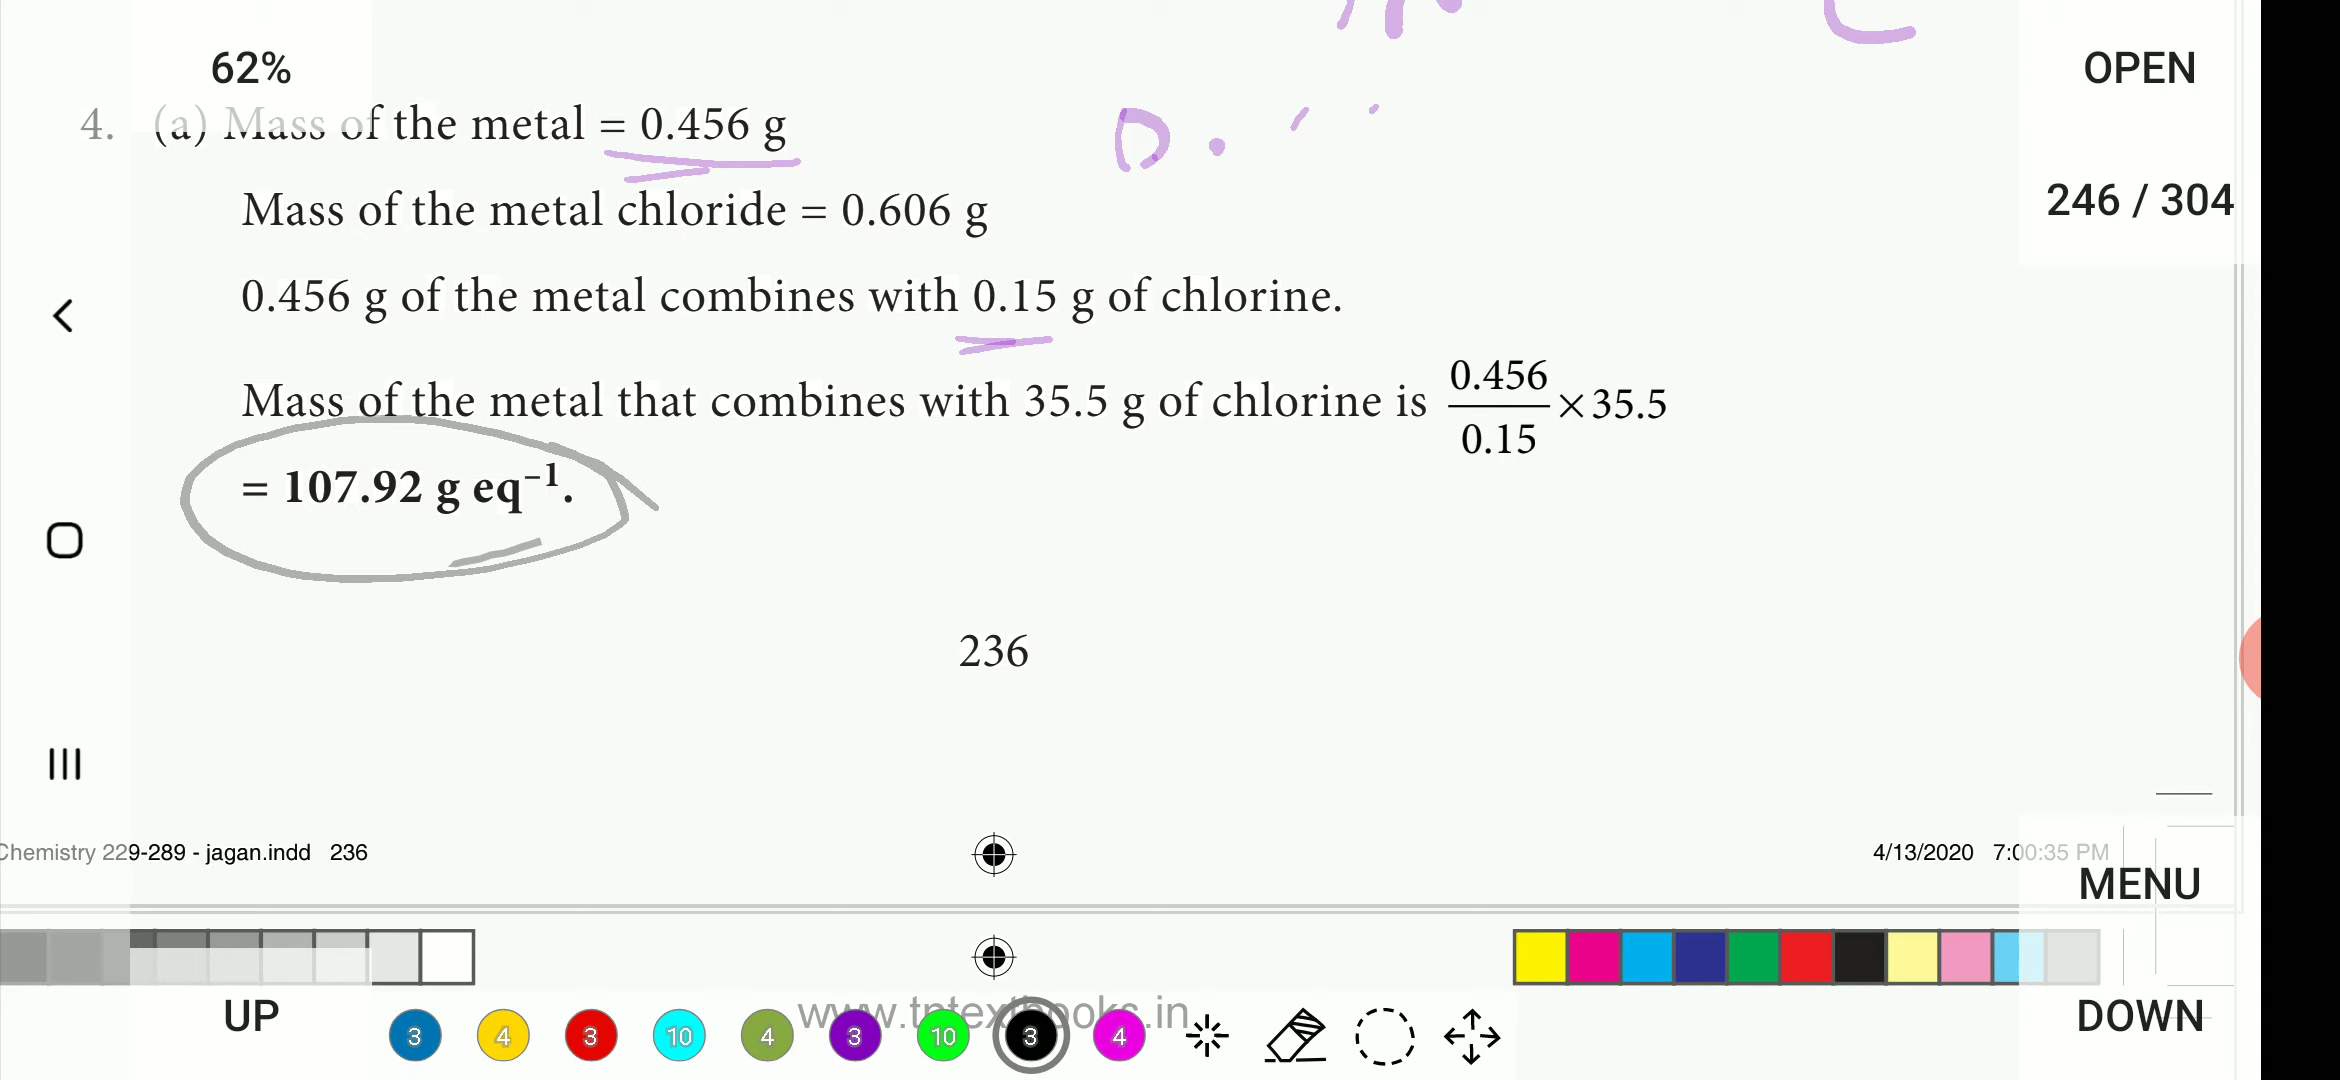 62%
OPEN
4. (a) Mass of the metal = 0.456 g
D.
246 / 304
Mass of the metal chloride = 0.606 g
0.456 g of the metal combines with 0.15 g of chlorine.
Mass of the metal that combines with 35.5 g of chlorine is 0.456/0.15 × 35.5
= 107.92 g eq⁻¹.
236
Chemistry 229-289 - jagan.indd 236
4/13/2020 7:00:35 PM
MENU
UP
www.tntextbooks.in
DOWN
3 4 3 10 4 3 10 3 4